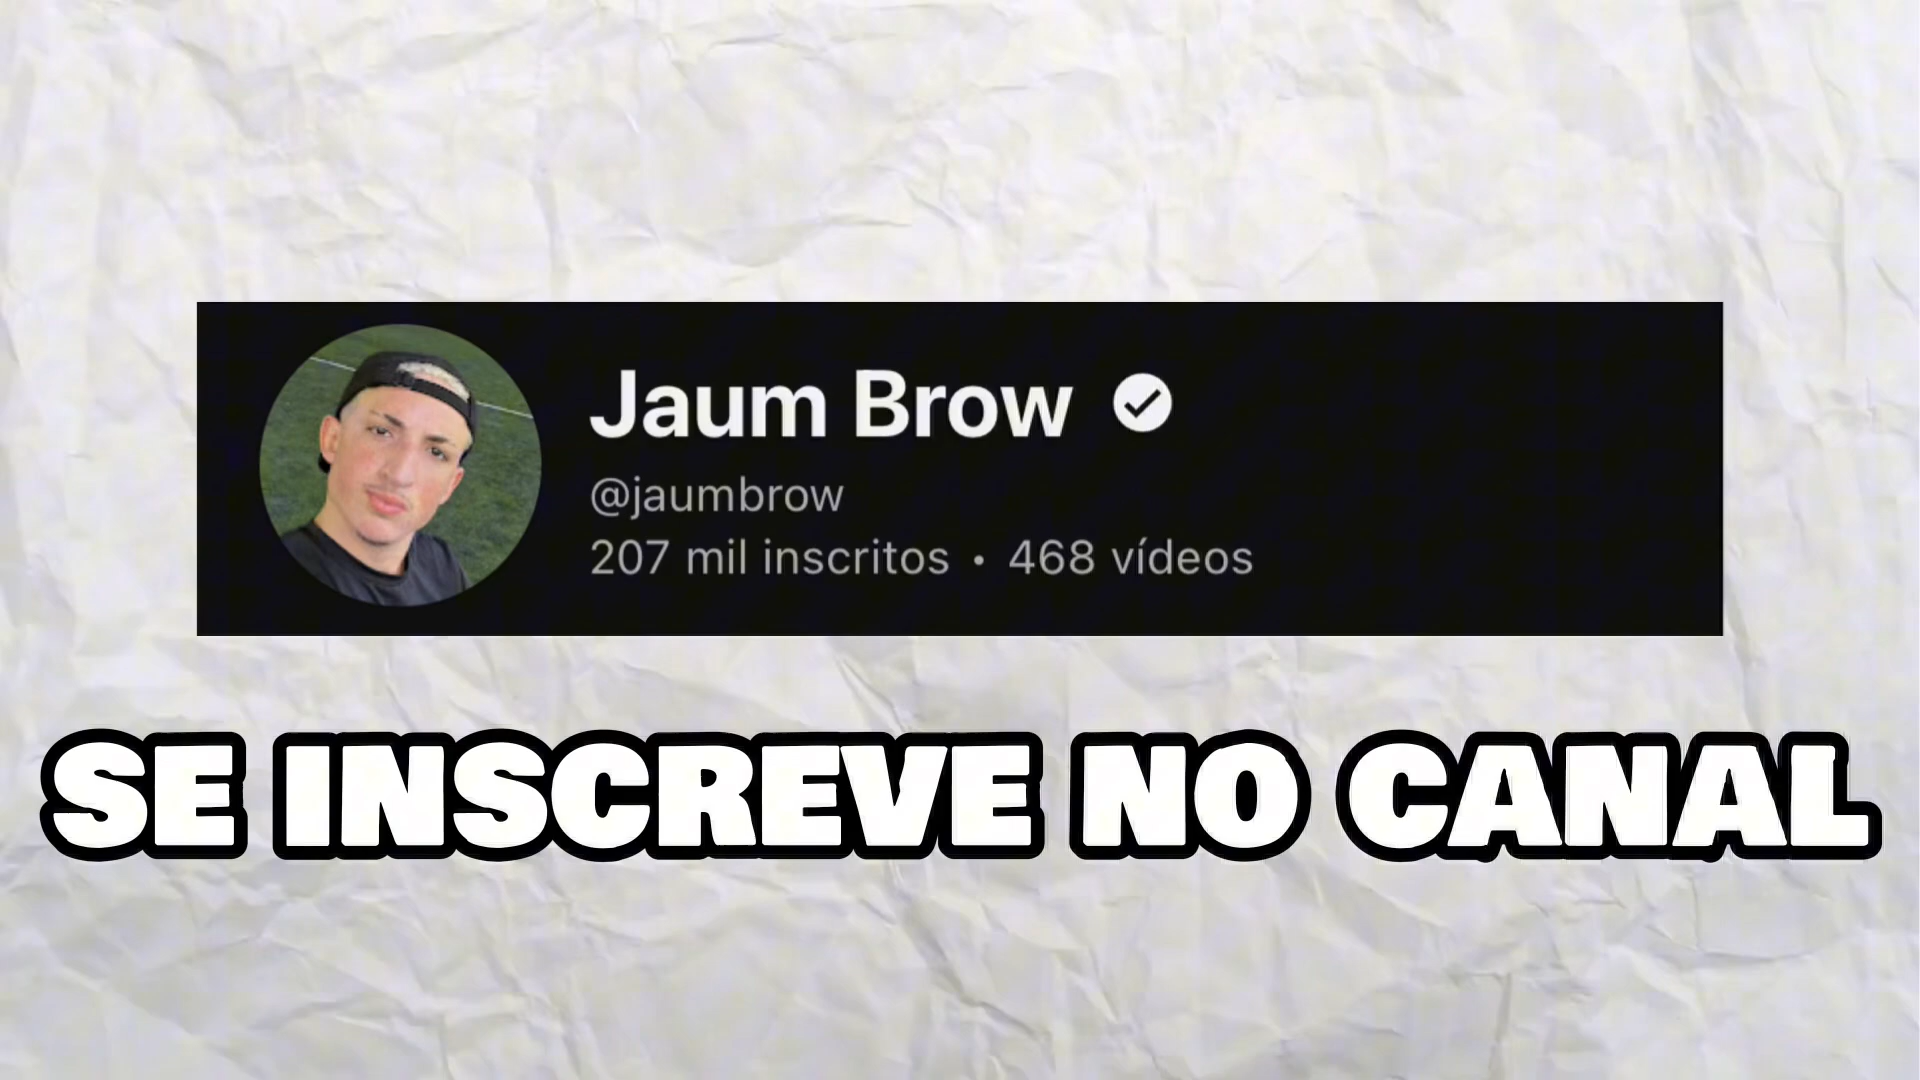 Jaum Brow
@jaumbrow
207 mil inscritos • 468 vídeos
SE INSCREVE NO CANAL